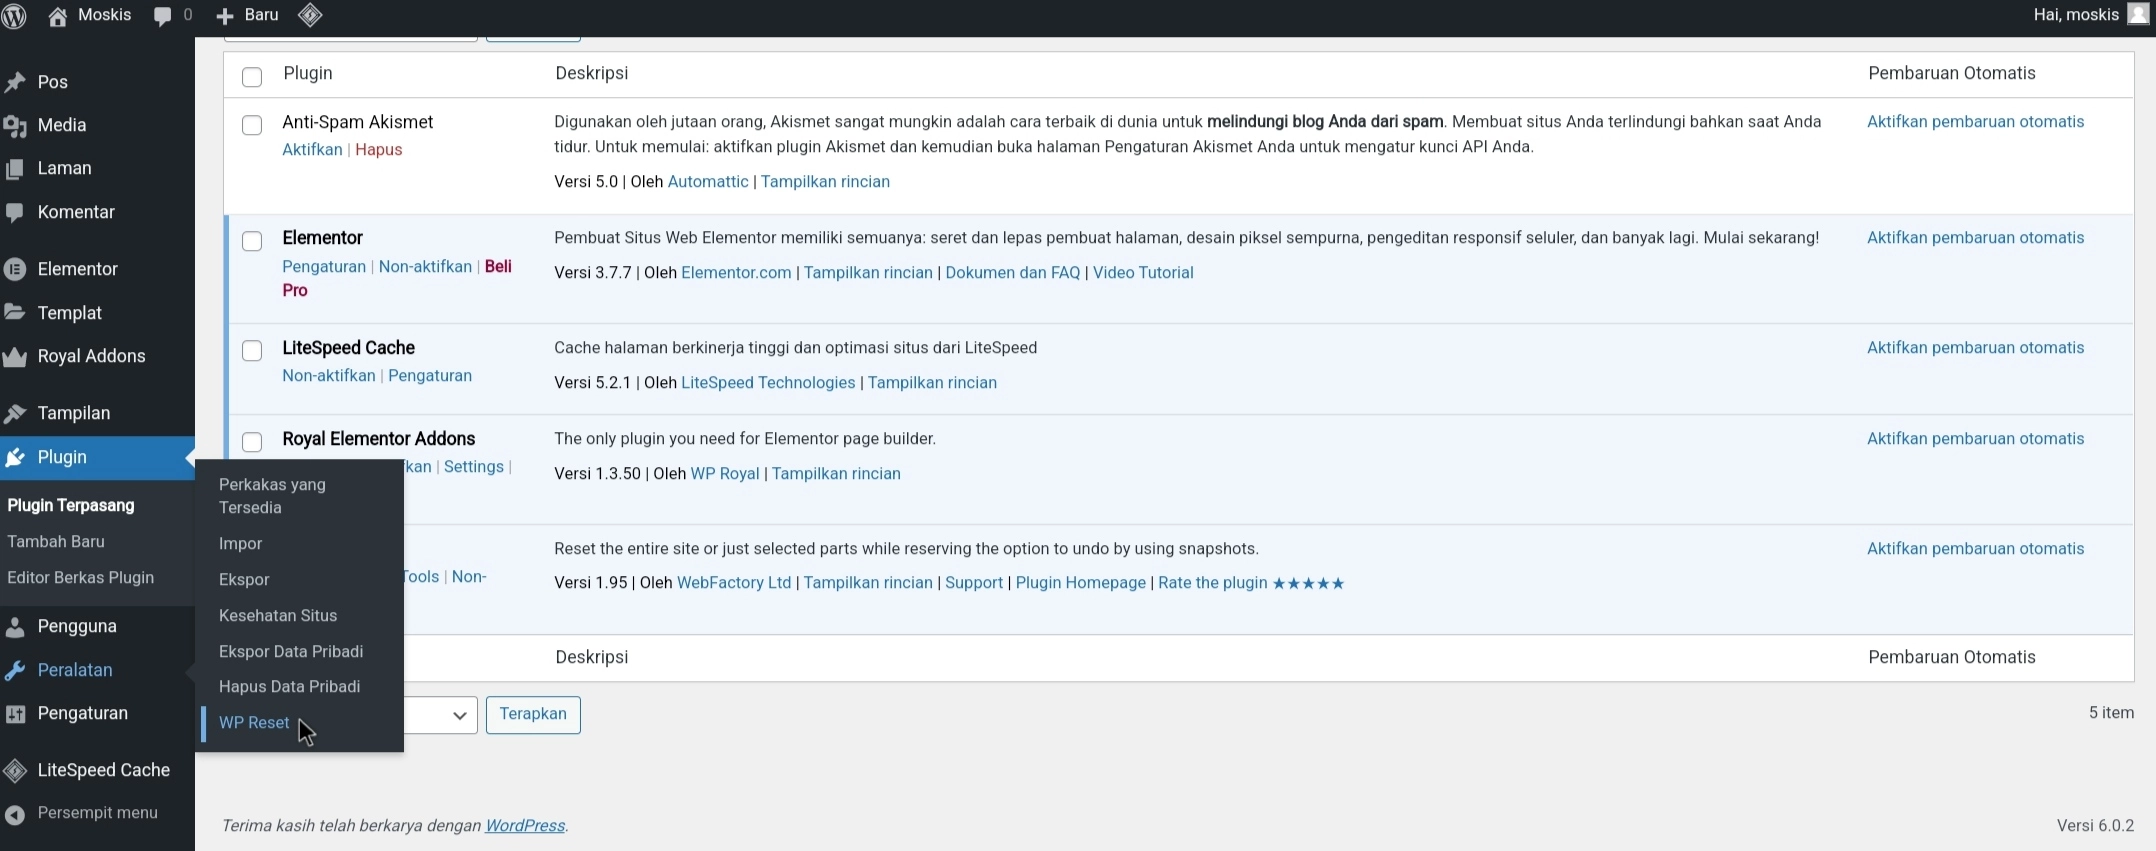 Moskis
0
Baru
Hai, moskis
Pos
Media
Laman
Komentar
Elementor
Templat
Royal Addons
Tampilan
Plugin
Plugin Terpasang
Tambah Baru
Editor Berkas Plugin
Pengguna
Peralatan
Pengaturan
LiteSpeed Cache
Persempit menu
Perkakas yang
Tersedia
Impor
Ekspor
Kesehatan Situs
Ekspor Data Pribadi
Hapus Data Pribadi
WP Reset
Plugin
Deskripsi
Pembaruan Otomatis
Anti-Spam Akismet
Aktifkan | Hapus
Digunakan oleh jutaan orang, Akismet sangat mungkin adalah cara terbaik di dunia untuk melindungi blog Anda dari spam. Membuat situs Anda terlindungi bahkan saat Anda
tidur. Untuk memulai: aktifkan plugin Akismet dan kemudian buka halaman Pengaturan Akismet Anda untuk mengatur kunci API Anda.
Versi 5.0 | Oleh Automattic | Tampilkan rincian
Aktifkan pembaruan otomatis
Elementor
Pengaturan | Non-aktifkan | Beli
Pro
Pembuat Situs Web Elementor memiliki semuanya: seret dan lepas pembuat halaman, desain piksel sempurna, pengeditan responsif seluler, dan banyak lagi. Mulai sekarang!
Versi 3.7.7 | Oleh Elementor.com | Tampilkan rincian | Dokumen dan FAQ | Video Tutorial
Aktifkan pembaruan otomatis
LiteSpeed Cache
Non-aktifkan | Pengaturan
Cache halaman berkinerja tinggi dan optimasi situs dari LiteSpeed
Versi 5.2.1 | Oleh LiteSpeed Technologies | Tampilkan rincian
Aktifkan pembaruan otomatis
Royal Elementor Addons
kan | Settings |
The only plugin you need for Elementor page builder.
Versi 1.3.50 | Oleh WP Royal | Tampilkan rincian
Aktifkan pembaruan otomatis
Tools | Non-
Reset the entire site or just selected parts while reserving the option to undo by using snapshots.
Versi 1.95 | Oleh WebFactory Ltd | Tampilkan rincian | Support | Plugin Homepage | Rate the plugin ★★★★★
Aktifkan pembaruan otomatis
Deskripsi
Pembaruan Otomatis
Terapkan
5 item
Terima kasih telah berkarya dengan WordPress.
Versi 6.0.2